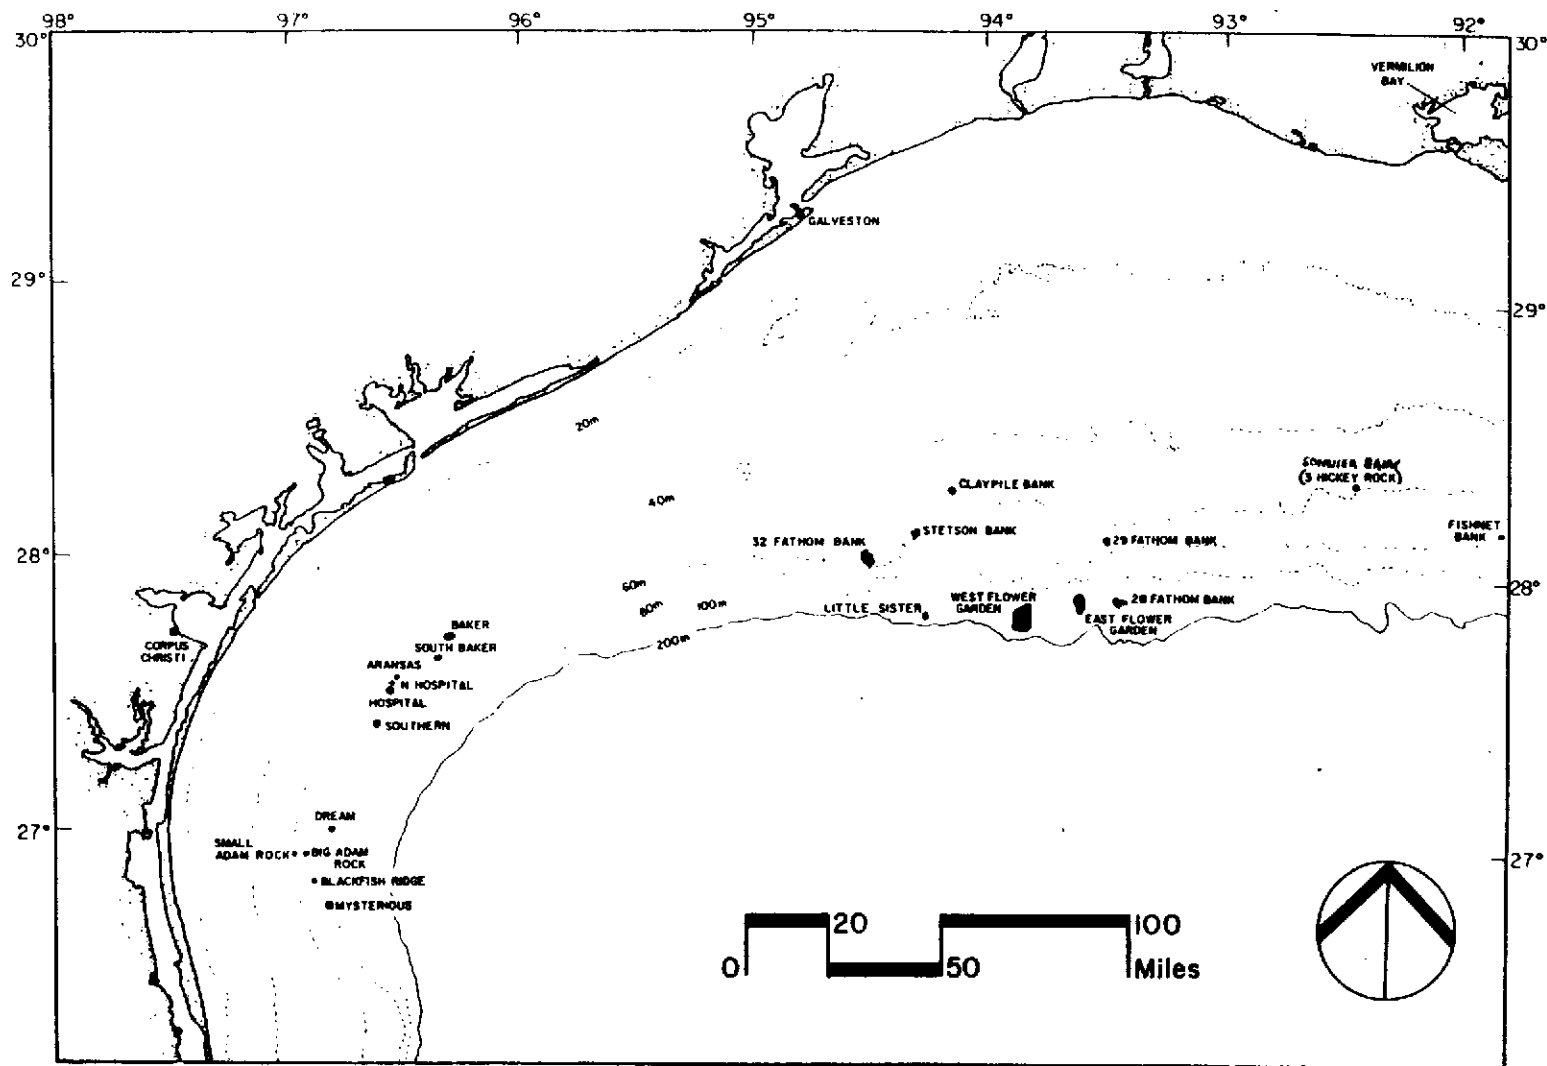 98° 97° 96° 95° 94° 93° 92°
30° 30°
VERMILION
BAY
GALVESTON
29° 29°
20m
40m
SONNIER BANK
(3 HICKEY ROCK)
CLAYPILE BANK
STETSON BANK
FISHNET
BANK
32 FATHOM BANK
29 FATHOM BANK
28° 28°
60m
80m
100m
200m
LITTLE SISTER
WEST FLOWER
GARDEN
28 FATHOM BANK
EAST FLOWER
GARDEN
BAKER
SOUTH BAKER
CORPUS
CHRISTI
ARANSAS
N HOSPITAL
HOSPITAL
SOUTHERN
27° 27°
DREAM
SMALL
ADAM ROCK
BIG ADAM
ROCK
BLACKFISH RIDGE
MYSTERIOUS
20 100
0 50 Miles